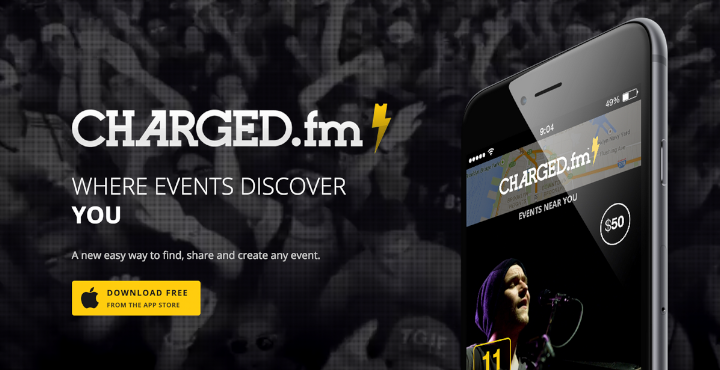 CHARGED.fm
WHERE EVENTS DISCOVER
YOU
A new easy way to find, share and create any event.
DOWNLOAD FREE
FROM THE APP STORE
9:04
49%
CHARGED.fm
EVENTS NEAR YOU
$50
11